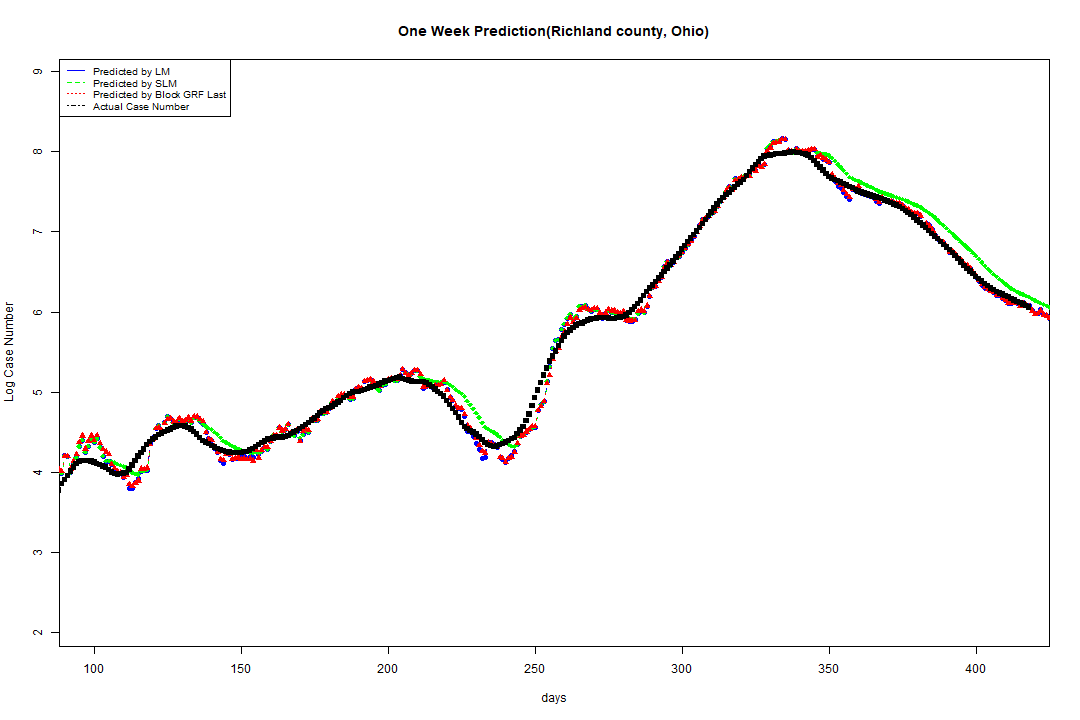 One Week Prediction(Richland county, Ohio)
Predicted by LM
Predicted by SLM
Predicted by Block GRF Last
Actual Case Number
9
8
7
6
5
4
3
2
Log Case Number
100 150 200 250 300 350 400
days